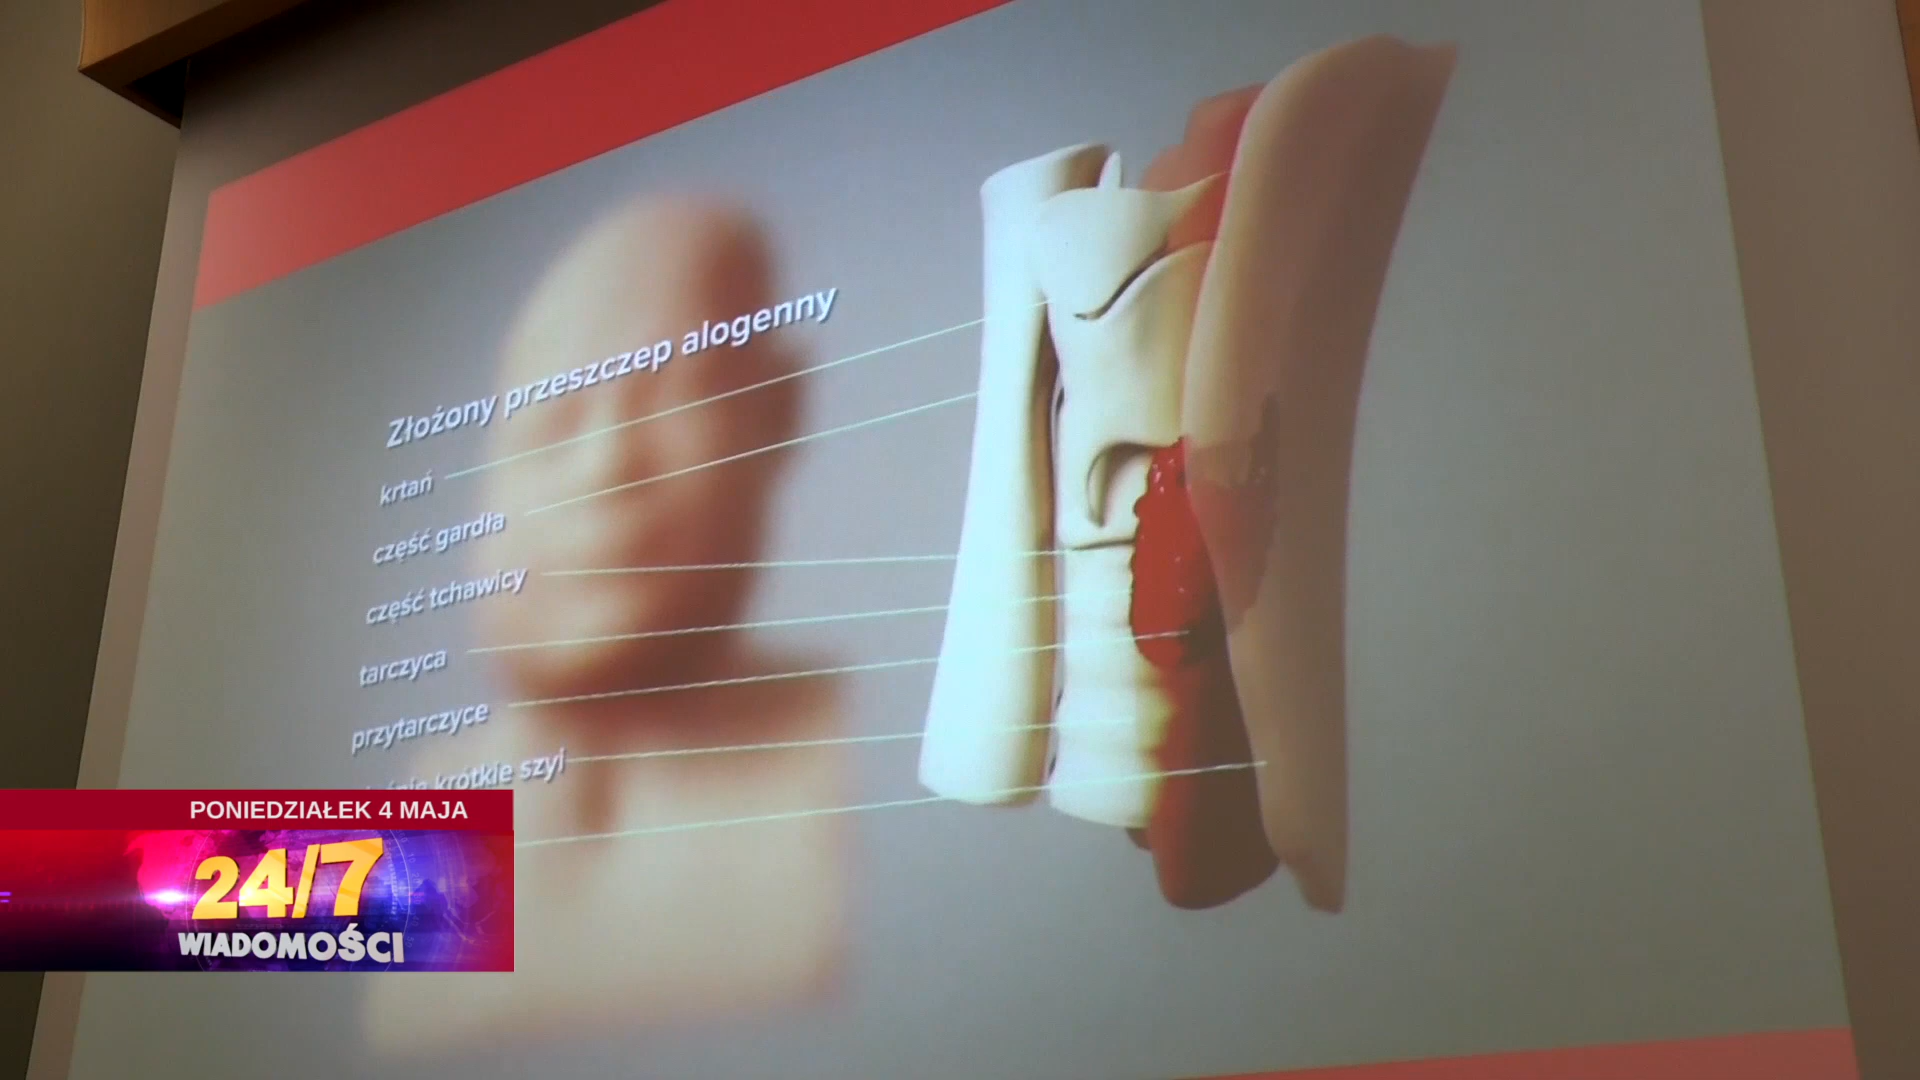 Złożony przeszczep alogenny
krtań
część gardła
część tchawicy
tarczyca
przytarczyce
krótkie szyi
PONIEDZIAŁEK 4 MAJA
24/7
WIADOMOŚCI